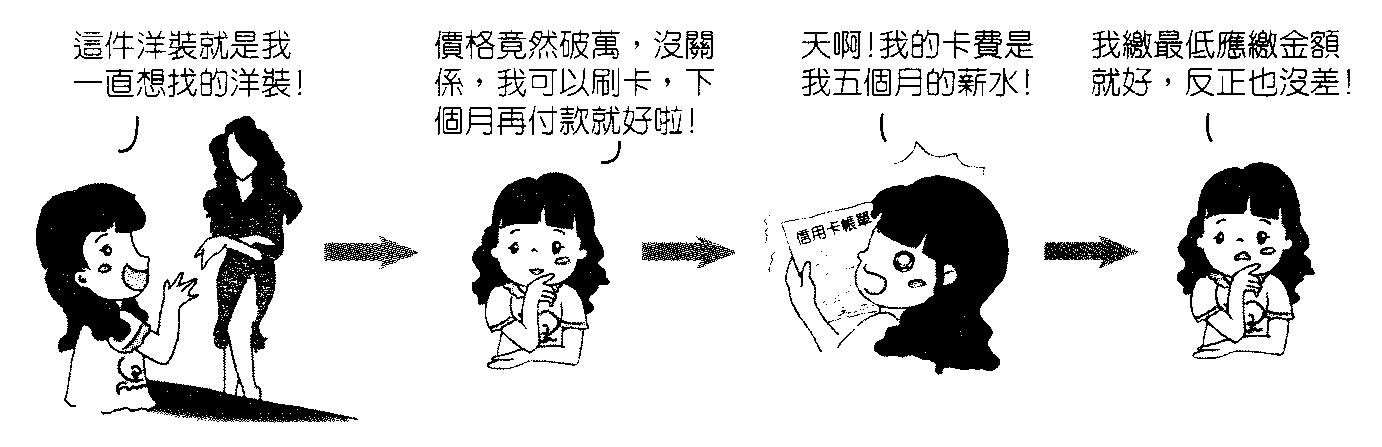 這件洋裝就是我
一直想找的洋裝!
價格竟然破萬，沒關
係，我可以刷卡，下
個月再付款就好啦!
天啊!我的卡費是
我五個月的薪水!
信用卡帳單
我繳最低應繳金額
就好，反正也沒差!